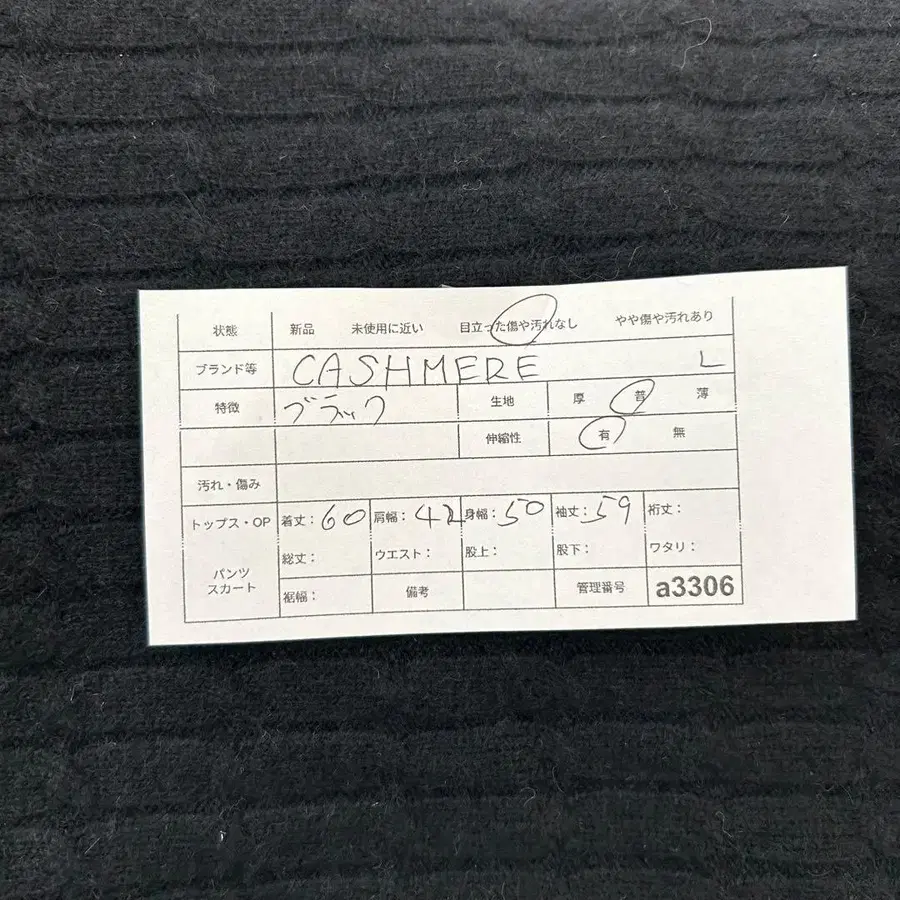 状態 新品 未使用に近い 目立った傷や汚れなし やや傷や汚れあり
ブランド等 CASHMERE L
特徴 ブラック 生地 厚 普 薄
伸縮性 有 無
汚れ・傷み
トップス・OP 着丈：60 肩幅：42 身幅：50 袖丈：59 裄丈：
総丈： ウエスト： 股上： 股下： ワタリ：
パンツ
スカート
裾幅： 備考 管理番号 a3306